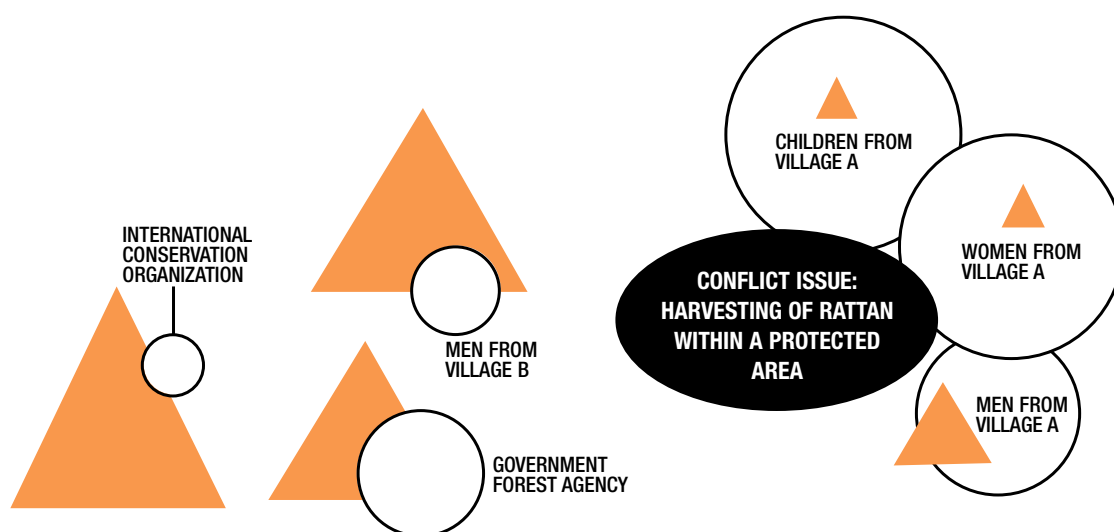 INTERNATIONAL
CONSERVATION
ORGANIZATION
MEN FROM
VILLAGE B
GOVERNMENT
FOREST AGENCY
CHILDREN FROM
VILLAGE A
WOMEN FROM
VILLAGE A
CONFLICT ISSUE:
HARVESTING OF RATTAN
WITHIN A PROTECTED
AREA
MEN FROM
VILLAGE A